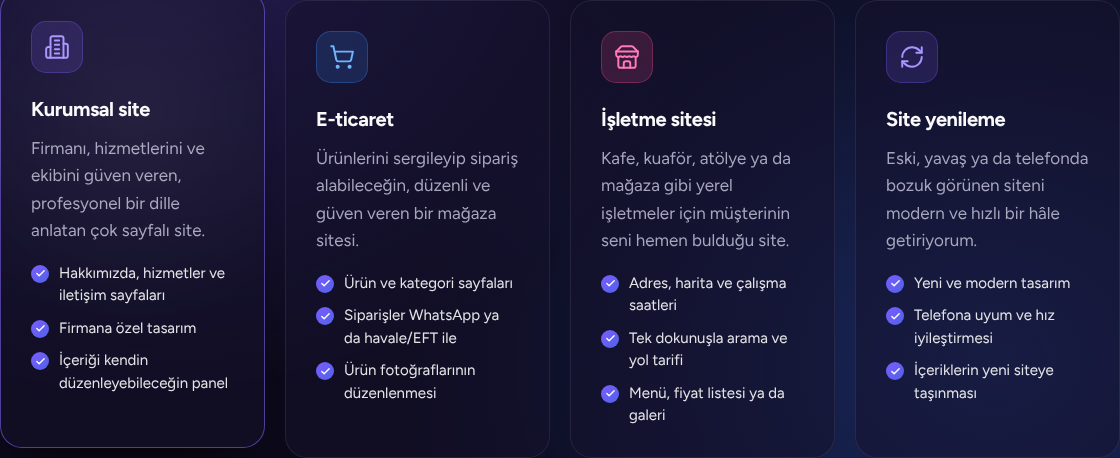 Kurumsal site
Firmanı, hizmetlerini ve
ekibini güven veren,
profesyonel bir dille
anlatan çok sayfalı site.
Hakkımızda, hizmetler ve
iletişim sayfaları
Firmana özel tasarım
İçeriği kendin
düzenleyebileceğin panel
E-ticaret
Ürünlerini sergileyip sipariş
alabileceğin, düzenli ve
güven veren bir mağaza
sitesi.
Ürün ve kategori sayfaları
Siparişler WhatsApp ya
da havale/EFT ile
Ürün fotoğraflarının
düzenlenmesi
İşletme sitesi
Kafe, kuaför, atölye ya da
mağaza gibi yerel
işletmeler için müşterinin
seni hemen bulduğu site.
Adres, harita ve çalışma
saatleri
Tek dokunuşla arama ve
yol tarifi
Menü, fiyat listesi ya da
galeri
Site yenileme
Eski, yavaş ya da telefonda
bozuk görünen siteni
modern ve hızlı bir hâle
getiriyorum.
Yeni ve modern tasarım
Telefona uyum ve hız
iyileştirmesi
İçeriklerin yeni siteye
taşınması